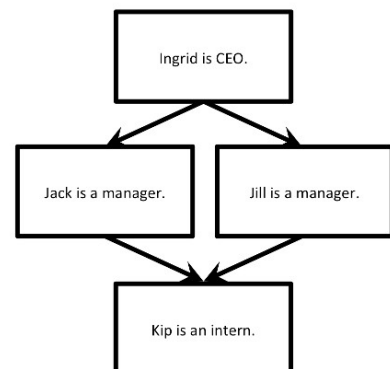 Ingrid is CEO.
Jack is a manager.
Jill is a manager.
Kip is an intern.